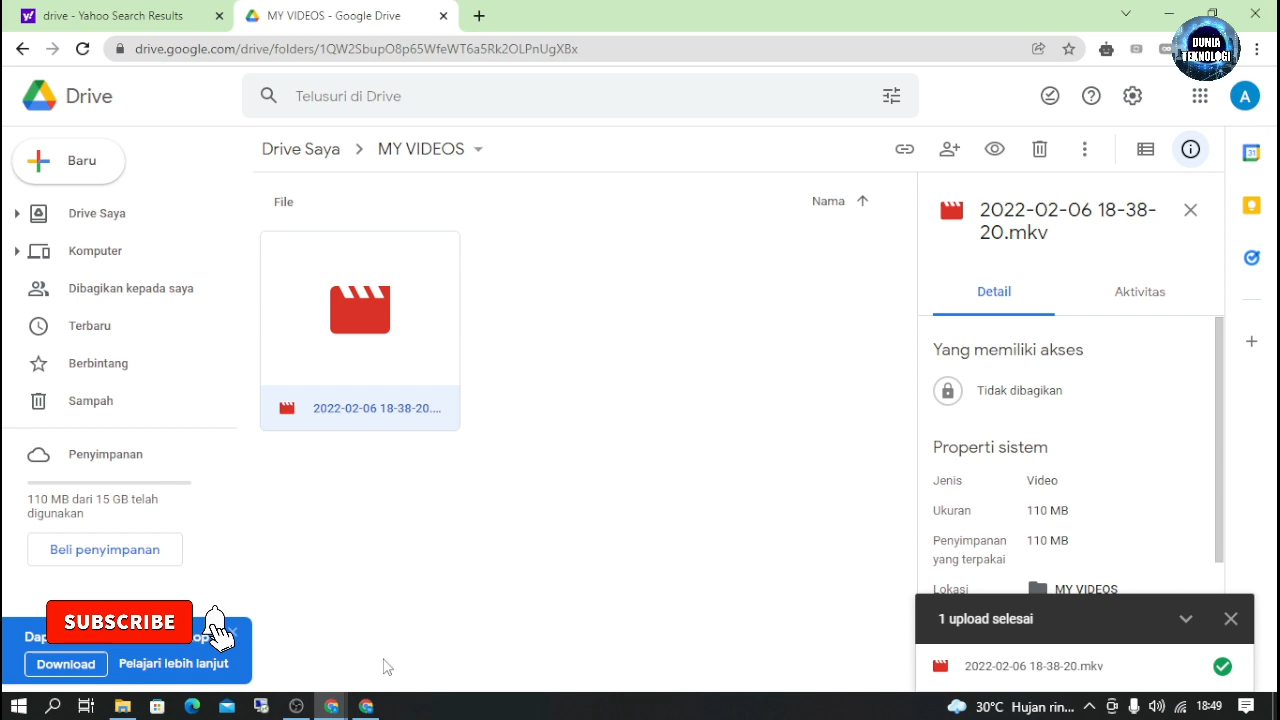 drive - Yahoo Search Results
MY VIDEOS - Google Drive
drive.google.com/drive/folders/1QW2SbupO8p65WfeWT6a5Rk2OLPnUgXBx
DUNIA
TEKNOLOGI
Drive
Telusuri di Drive
A
Baru
Drive Saya
Komputer
Dibagikan kepada saya
Terbaru
Berbintang
Sampah
Penyimpanan
110 MB dari 15 GB telah
digunakan
Beli penyimpanan
SUBSCRIBE
Download
Pelajari lebih lanjut
Drive Saya
MY VIDEOS
File
Nama
2022-02-06 18-38-20....
2022-02-06 18-38-
20.mkv
Detail
Aktivitas
Yang memiliki akses
Tidak dibagikan
Properti sistem
Jenis
Video
Ukuran
110 MB
Penyimpanan
yang terpakai
110 MB
Lokasi
MY VIDEOS
31
1 upload selesai
2022-02-06 18-38-20.mkv
30°C Hujan rin...
18:49